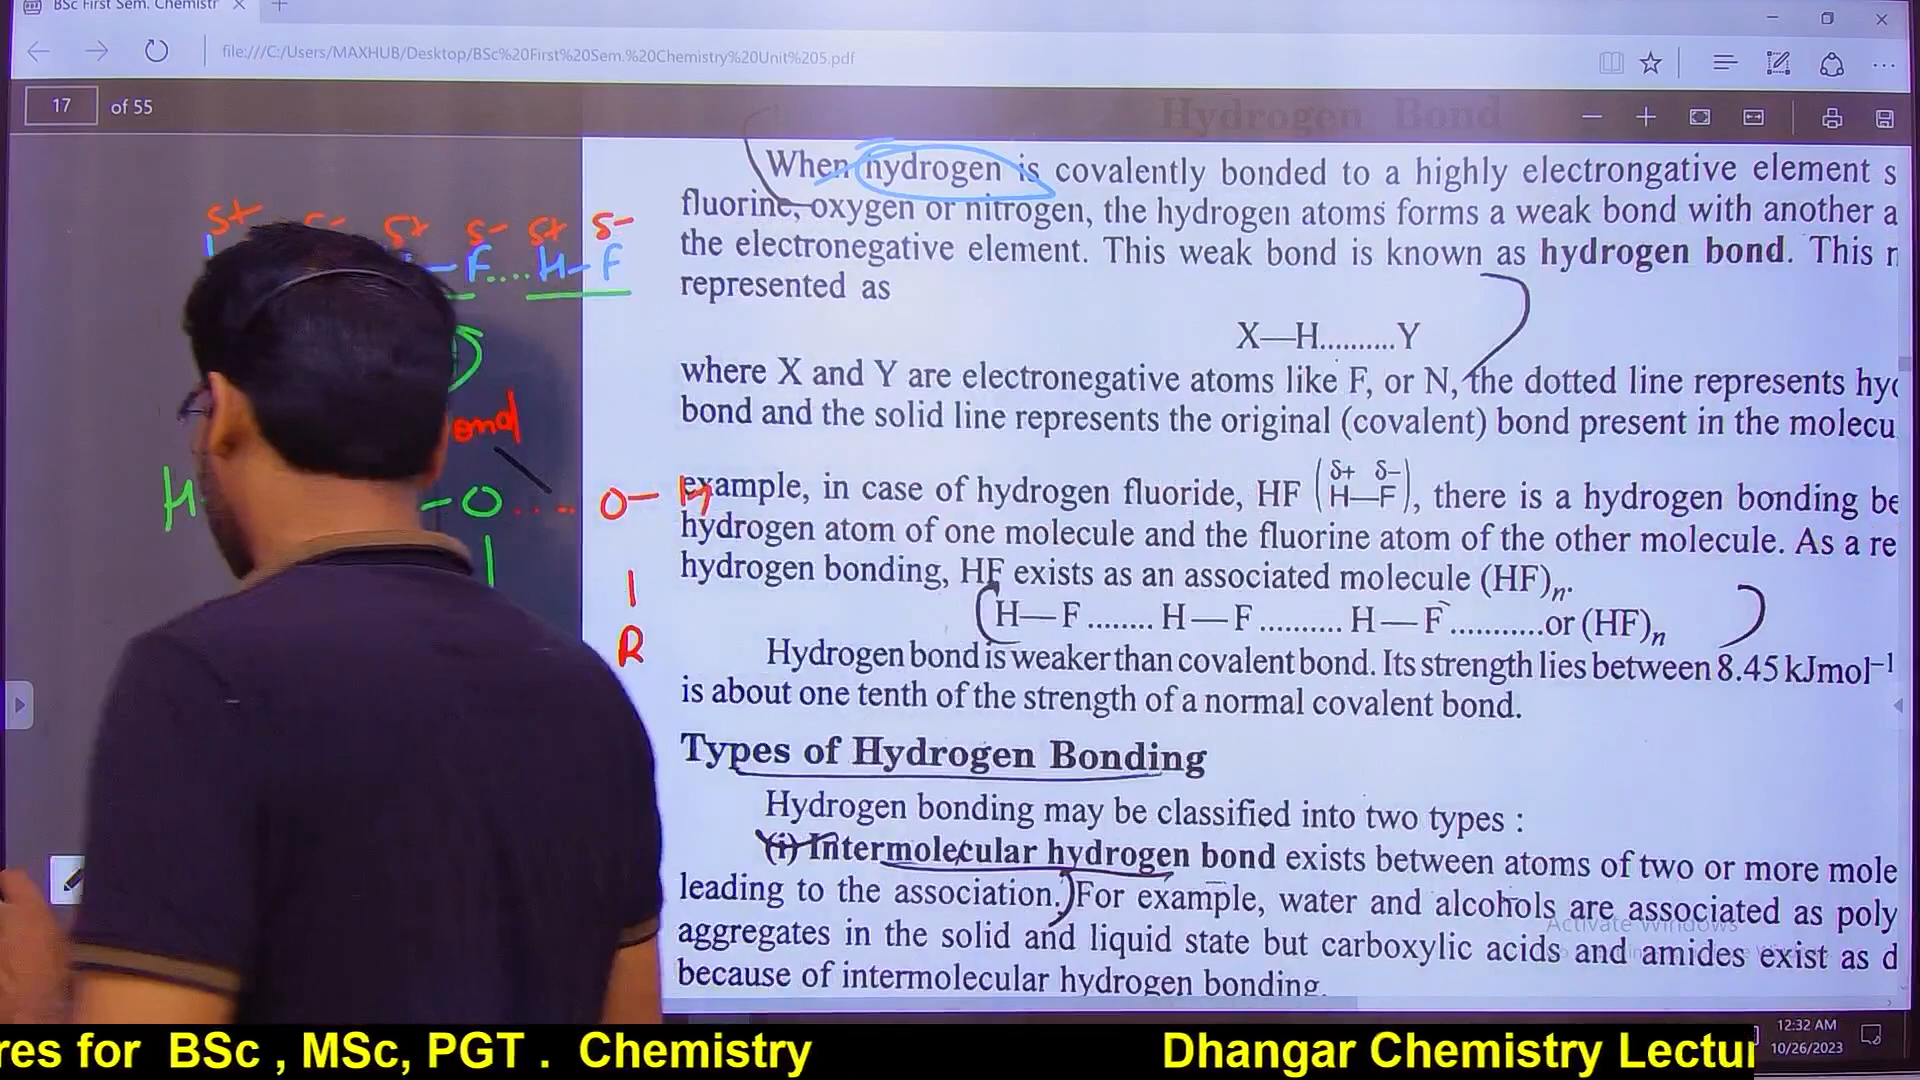 BSc First Sem. Chemistr
file:///C:/Users/MAXHUB/Desktop/BSc%20First%20Sem.%20Chemistry%20Unit%205.pdf
17 of 55
Hydrogen Bond
When hydrogen is covalently bonded to a highly electrongative element s
fluorine, oxygen or nitrogen, the hydrogen atoms forms a weak bond with another a
the electronegative element. This weak bond is known as hydrogen bond. This
represented as
X—H..........Y
where X and Y are electronegative atoms like F, or N, the dotted line represents hyd
bond and the solid line represents the original (covalent) bond present in the molecu
example, in case of hydrogen fluoride, HF (δ+ H—F δ-), there is a hydrogen bonding be
hydrogen atom of one molecule and the fluorine atom of the other molecule. As a re
hydrogen bonding, HF exists as an associated molecule (HF)n.
H—F........ H—F.......... H—F...........or (HF)n
Hydrogen bond is weaker than covalent bond. Its strength lies between 8.45 kJmol–1
is about one tenth of the strength of a normal covalent bond.
Types of Hydrogen Bonding
Hydrogen bonding may be classified into two types :
(i) Intermolecular hydrogen bond exists between atoms of two or more mole
leading to the association. For example, water and alcohols are associated as poly
aggregates in the solid and liquid state but carboxylic acids and amides exist as d
because of intermolecular hydrogen bonding.
δ+ δ- δ+ δ- δ+ δ-
–F....H–F
ond
H –O.....O–H
R
Activate Windows
12:32 AM
10/26/2023
res for BSc , MSc, PGT . Chemistry Dhangar Chemistry Lectur